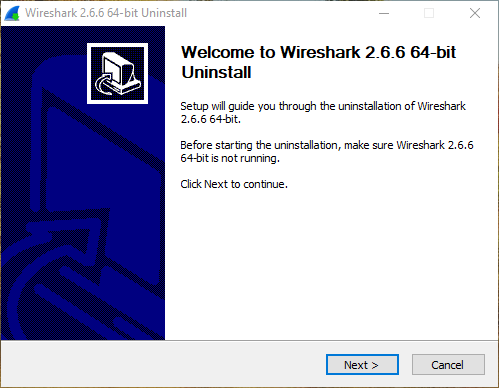 Wireshark 2.6.6 64-bit Uninstall
Welcome to Wireshark 2.6.6 64-bit
Uninstall
Setup will guide you through the uninstallation of Wireshark
2.6.6 64-bit.
Before starting the uninstallation, make sure Wireshark 2.6.6
64-bit is not running.
Click Next to continue.
Next >
Cancel